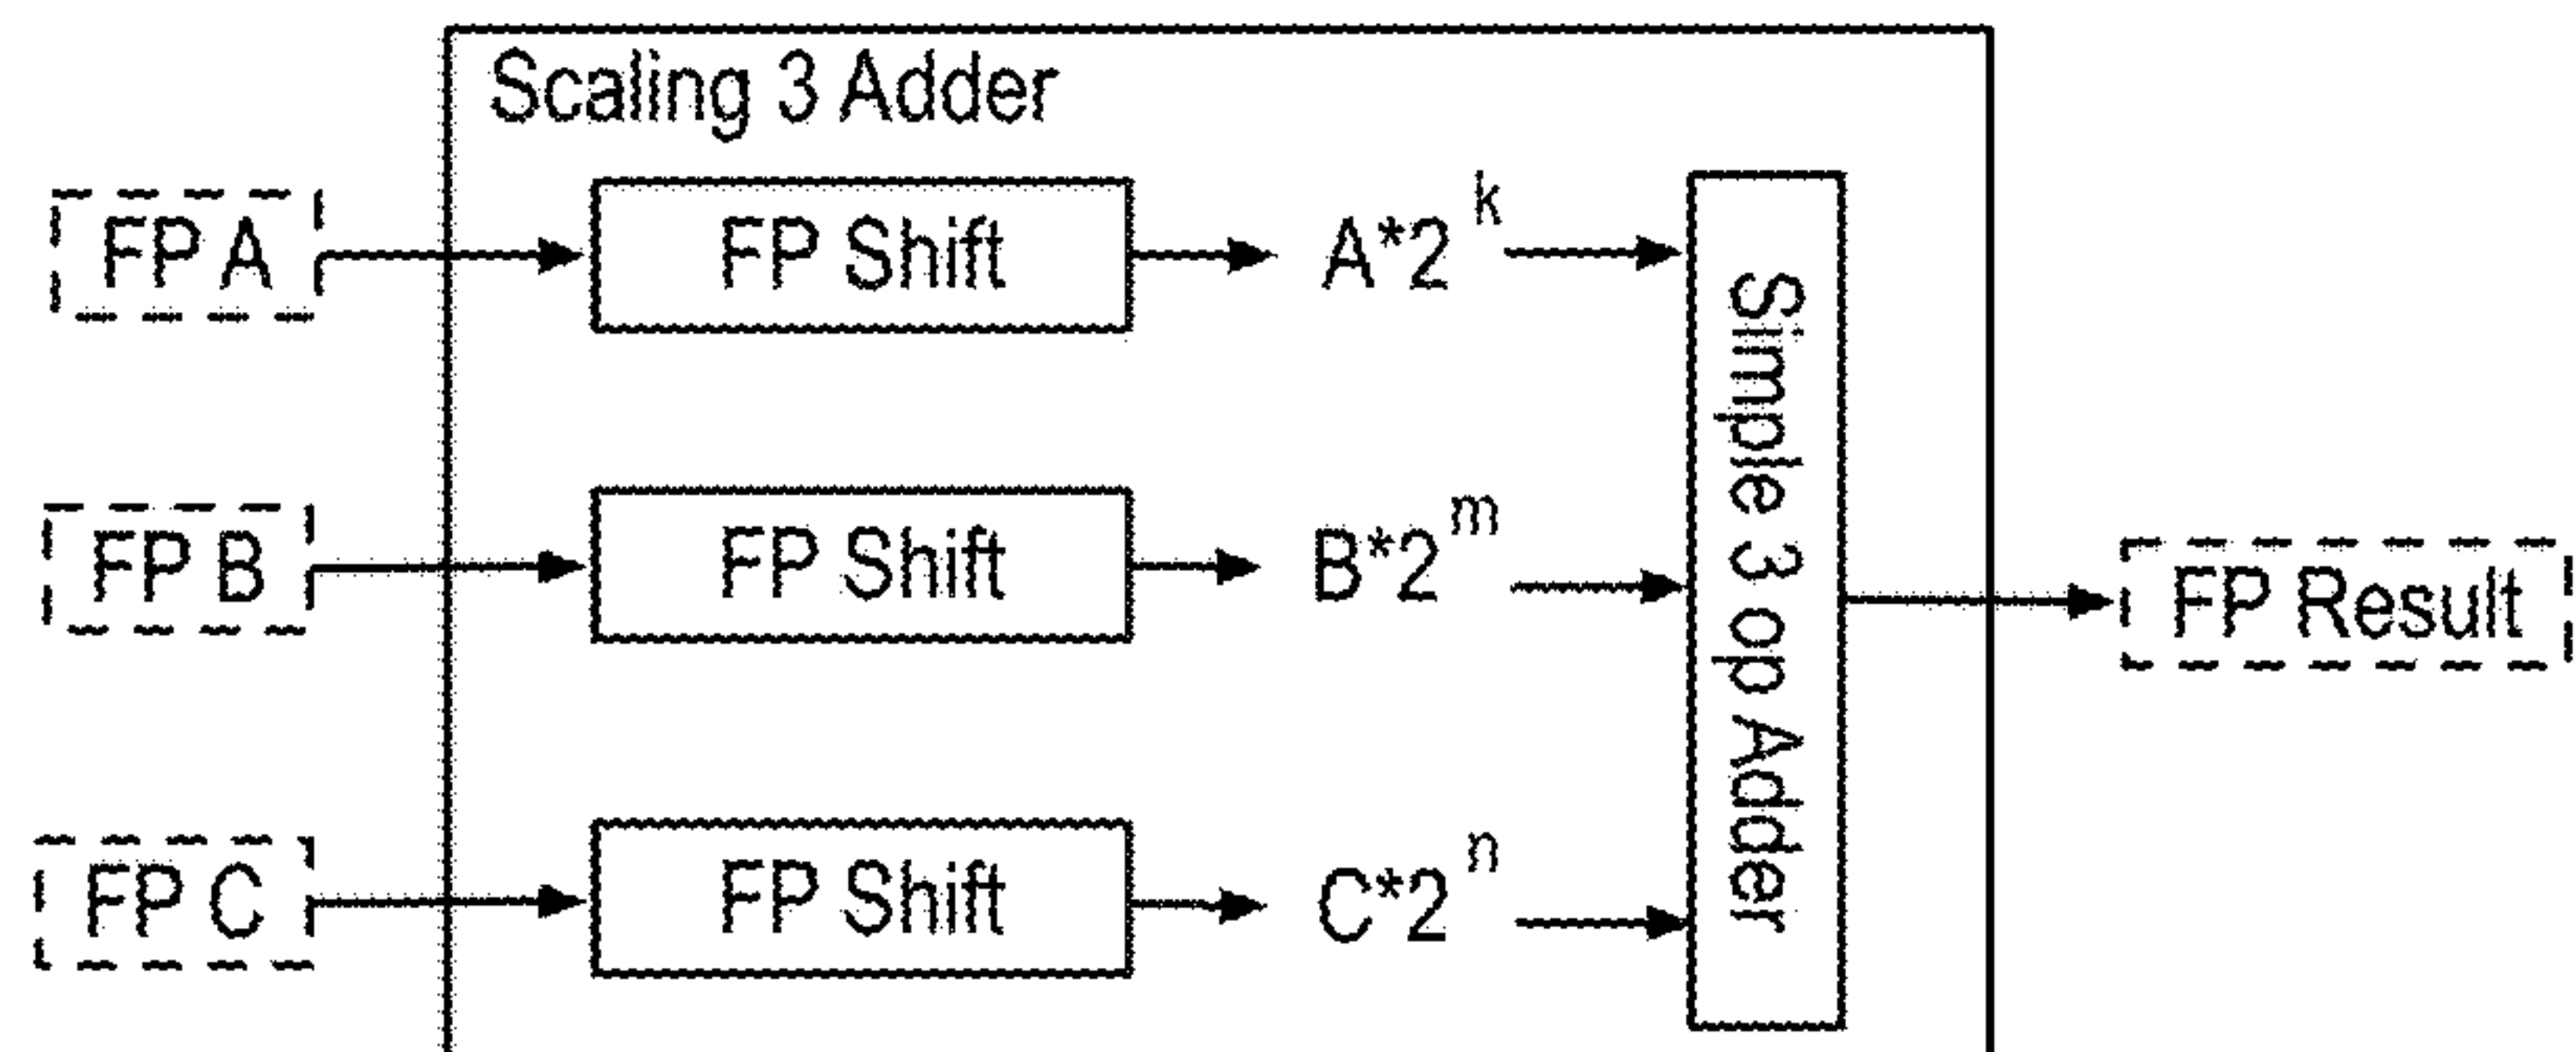 Scaling 3 Adder
FP A
FP Shift
A*2^k
FP B
FP Shift
B*2^m
FP C
FP Shift
C*2^n
Simple 3 op Adder
FP Result